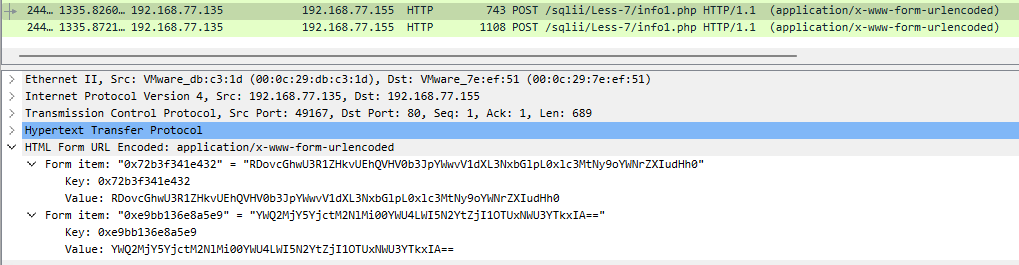 244… 1335.8260… 192.168.77.135 192.168.77.155 HTTP 743 POST /sqlii/Less-7/info1.php HTTP/1.1 (application/x-www-form-urlencoded)
244… 1335.8721… 192.168.77.135 192.168.77.155 HTTP 1108 POST /sqlii/Less-7/info1.php HTTP/1.1 (application/x-www-form-urlencoded)
Ethernet II, Src: VMware_db:c3:1d (00:0c:29:db:c3:1d), Dst: VMware_7e:ef:51 (00:0c:29:7e:ef:51)
Internet Protocol Version 4, Src: 192.168.77.135, Dst: 192.168.77.155
Transmission Control Protocol, Src Port: 49167, Dst Port: 80, Seq: 1, Ack: 1, Len: 689
Hypertext Transfer Protocol
HTML Form URL Encoded: application/x-www-form-urlencoded
Form item: "0x72b3f341e432" = "RDovcGhwU3R1ZHkvUEhQVHV0b3JpYWwvV1dXL3NxbGlpL0xlc3MtNy9oYWNrZXIudHh0"
Key: 0x72b3f341e432
Value: RDovcGhwU3R1ZHkvUEhQVHV0b3JpYWwvV1dXL3NxbGlpL0xlc3MtNy9oYWNrZXIudHh0
Form item: "0xe9bb136e8a5e9" = "YWQ2MjY5YjctM2NlMi00YWU4LWI5N2YtZjI1OTUxNWU3YTkxIA=="
Key: 0xe9bb136e8a5e9
Value: YWQ2MjY5YjctM2NlMi00YWU4LWI5N2YtZjI1OTUxNWU3YTkxIA==